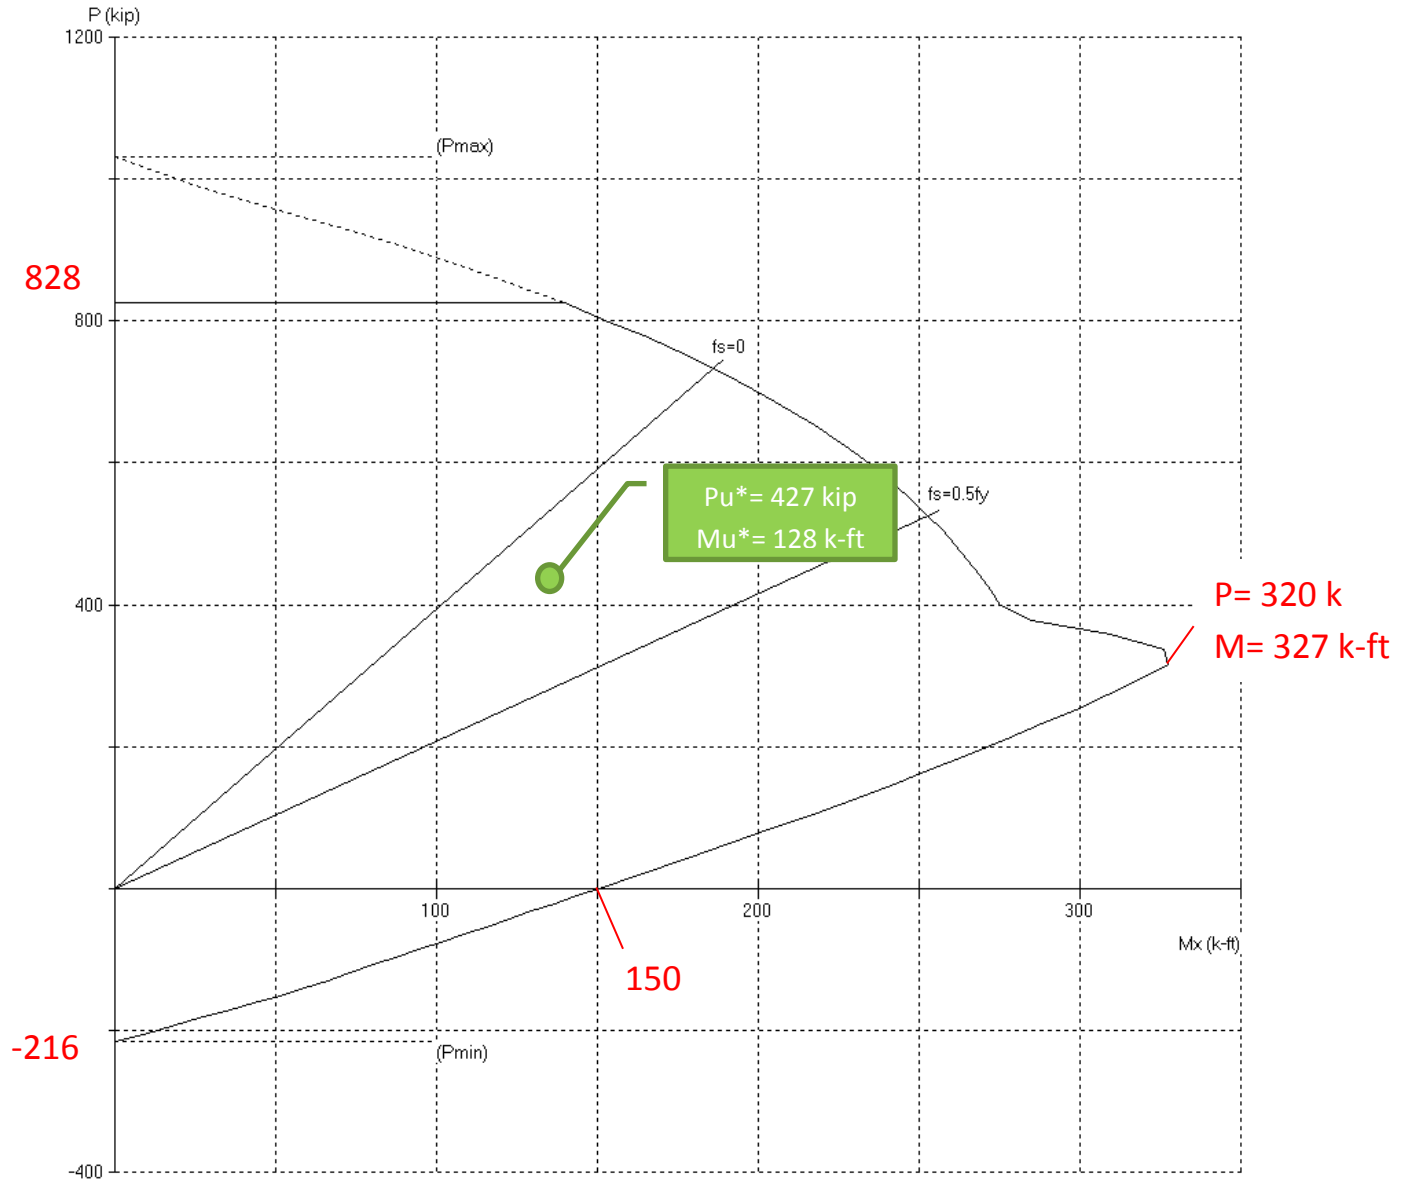 P (kip)
1200
(Pmax)
828
800
fs=0
Pu*= 427 kip
Mu*= 128 k-ft
fs=0.5fy
400
P= 320 k
M= 327 k-ft
100
200
300
Mx (k-ft)
150
-216
(Pmin)
-400